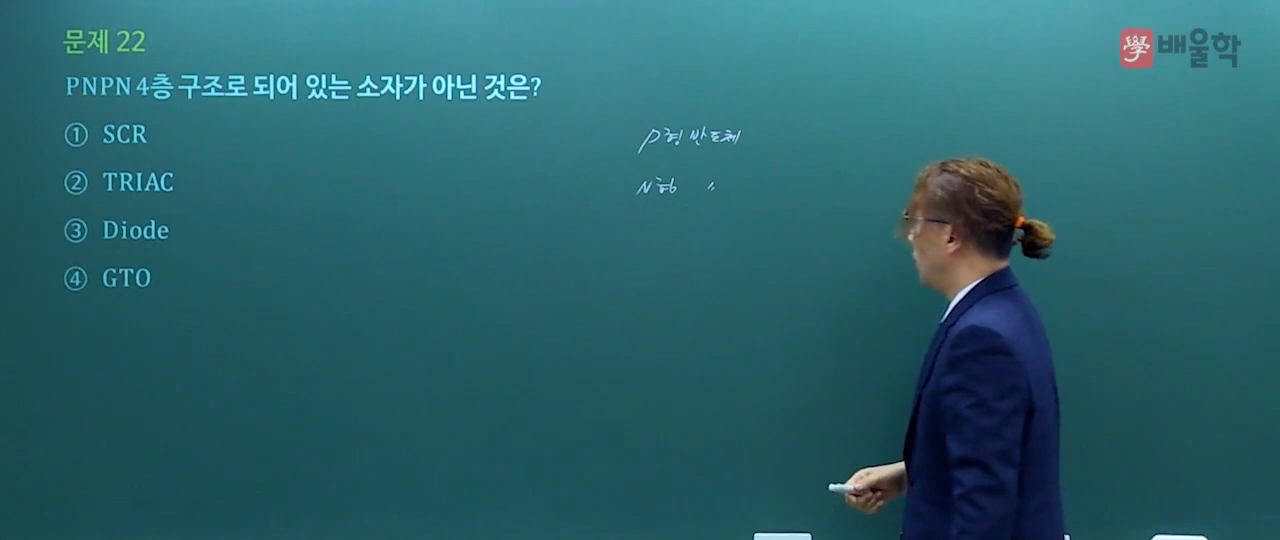 문제 22
PNPN 4층 구조로 되어 있는 소자가 아닌 것은?
① SCR
② TRIAC
③ Diode
④ GTO
P형 반도체
N형 〃
學 배울학